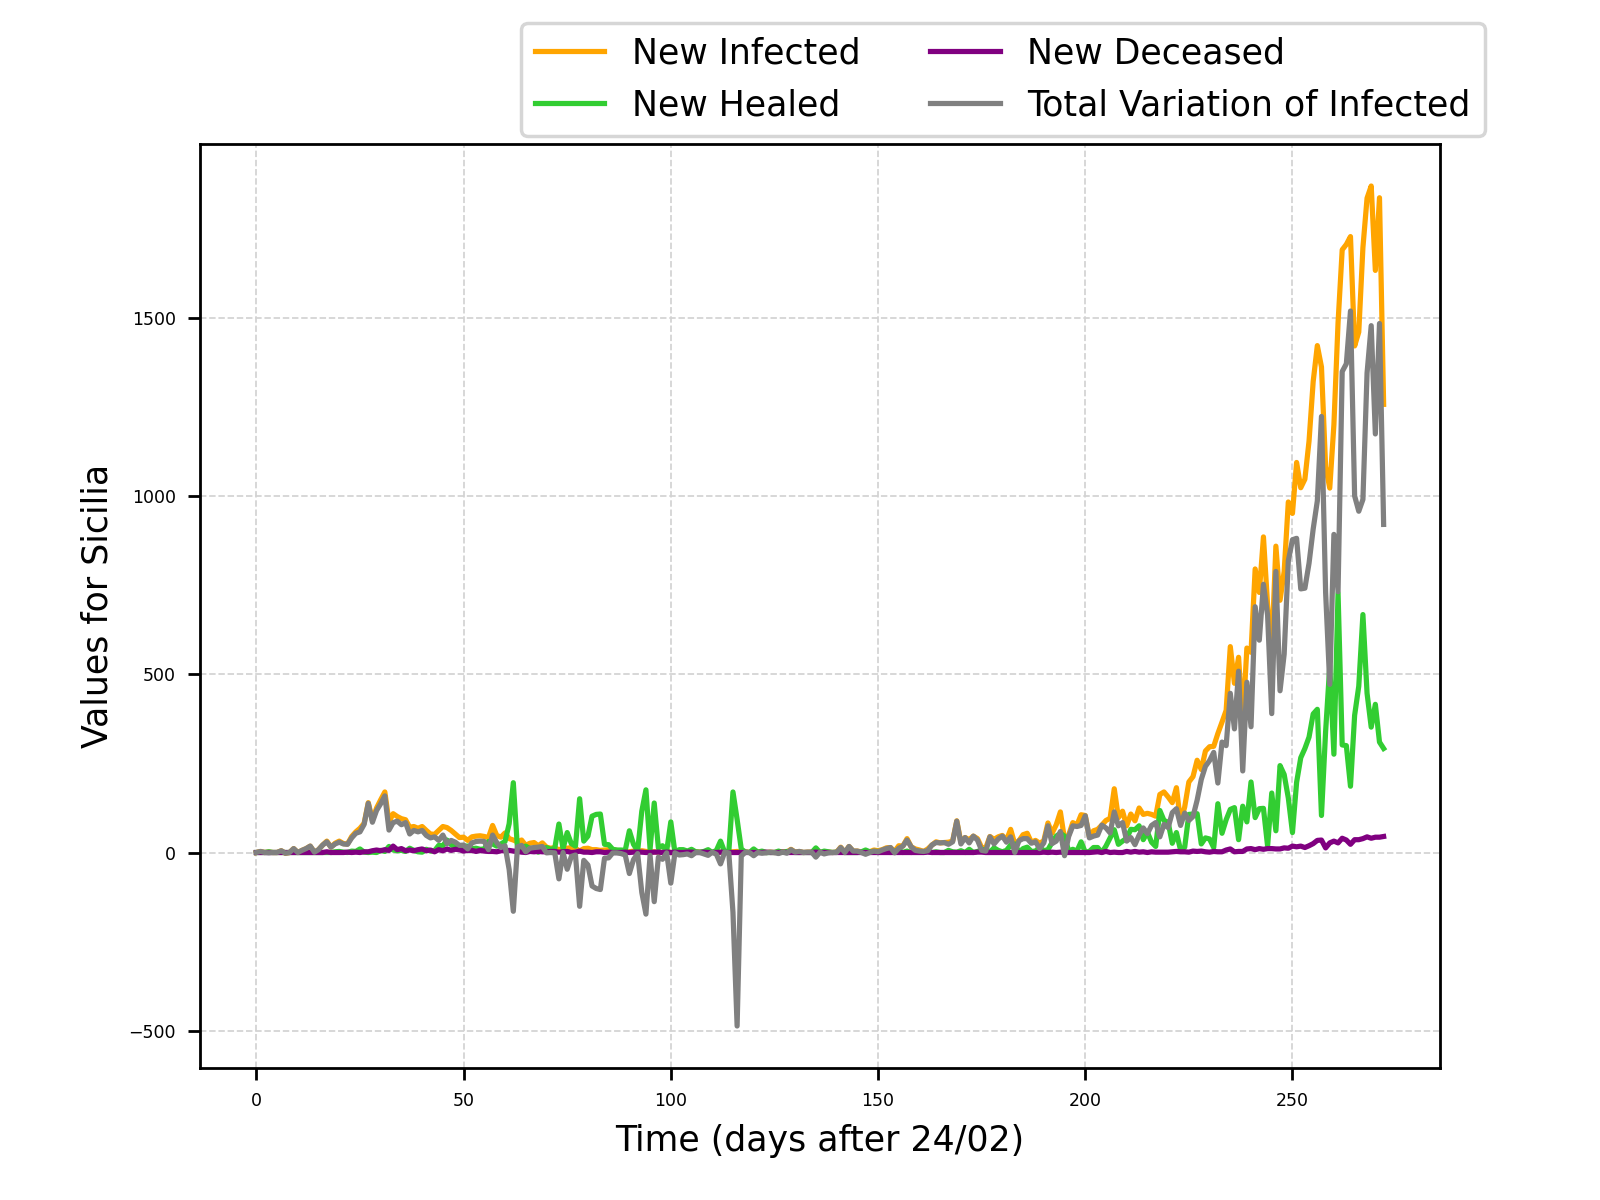 New Infected
New Healed
New Deceased
Total Variation of Infected
Values for Sicilia
1500
1000
500
0
−500
0 50 100 150 200 250
Time (days after 24/02)